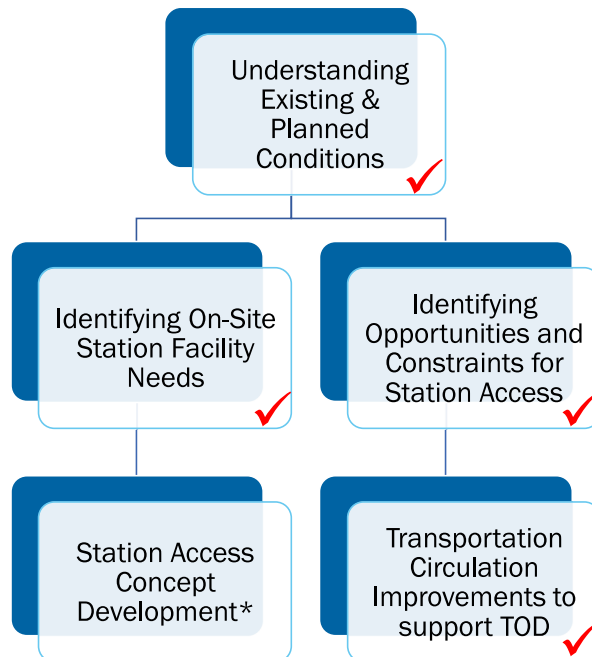 Understanding
Existing &
Planned
Conditions
Identifying On-Site
Station Facility
Needs
Identifying
Opportunities and
Constraints for
Station Access
Station Access
Concept
Development*
Transportation
Circulation
Improvements to
support TOD